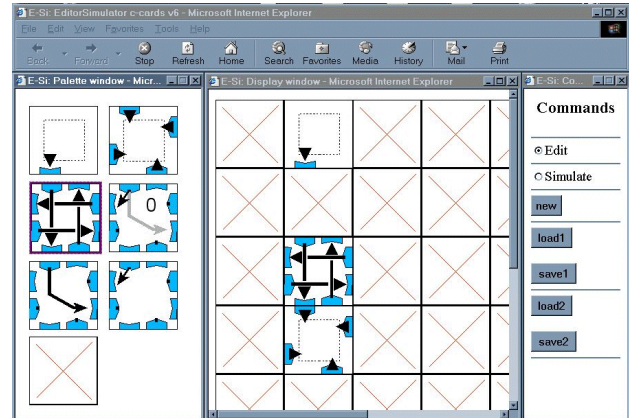 E-Si: EditorSimulator c-cards v6 - Microsoft Internet Explorer
File Edit View Favorites Tools Help
Back Forward Stop Refresh Home Search Favorites Media History Mail Print
E-Si: Palette window - Micr...
E-Si: Display window - Microsoft Internet Explorer
E-Si: Co...
0
Commands
Edit
Simulate
new
load1
save1
load2
save2